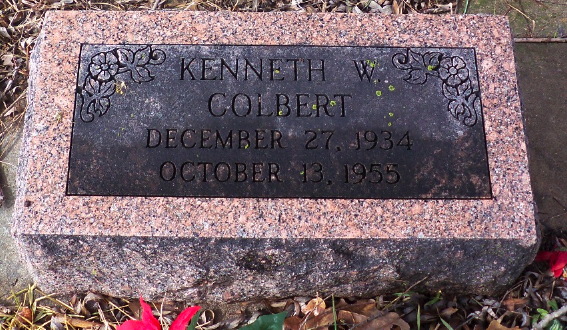 KENNETH W.
COLBERT
DECEMBER 27, 1934
OCTOBER 13, 1955